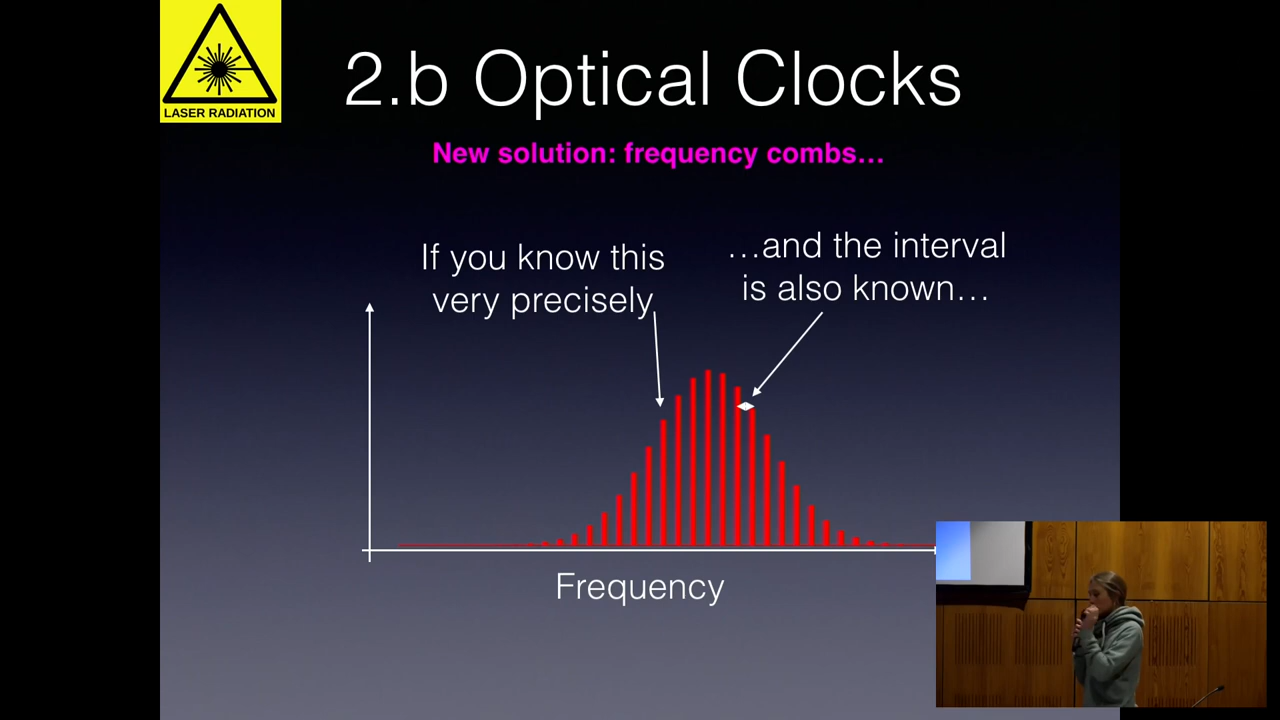 LASER RADIATION
2.b Optical Clocks
New solution: frequency combs…
If you know this
very precisely
…and the interval
is also known…
Frequency